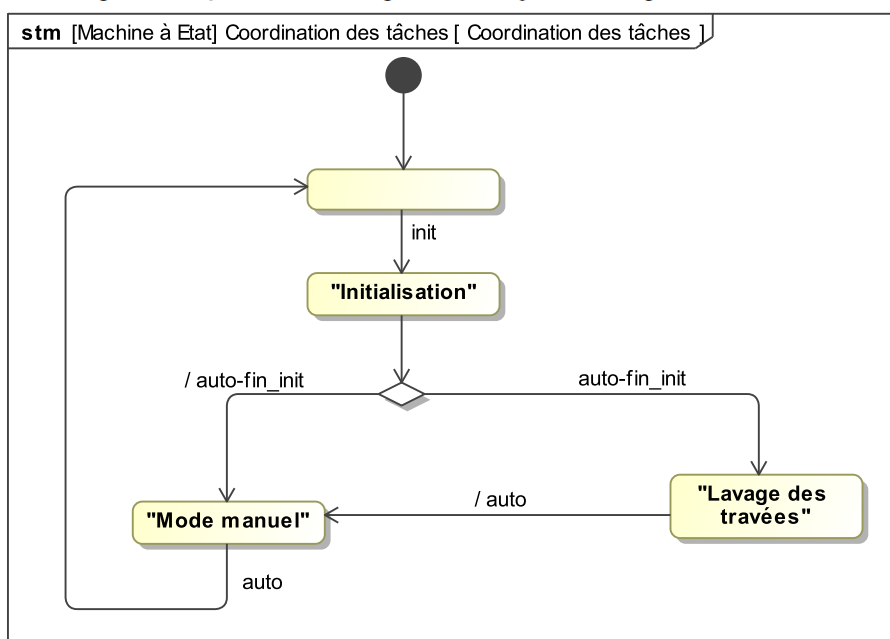 stm [Machine à Etat] Coordination des tâches [ Coordination des tâches ]
init
"Initialisation"
/ auto-fin_init
auto-fin_init
"Lavage des
travées"
/ auto
"Mode manuel"
auto